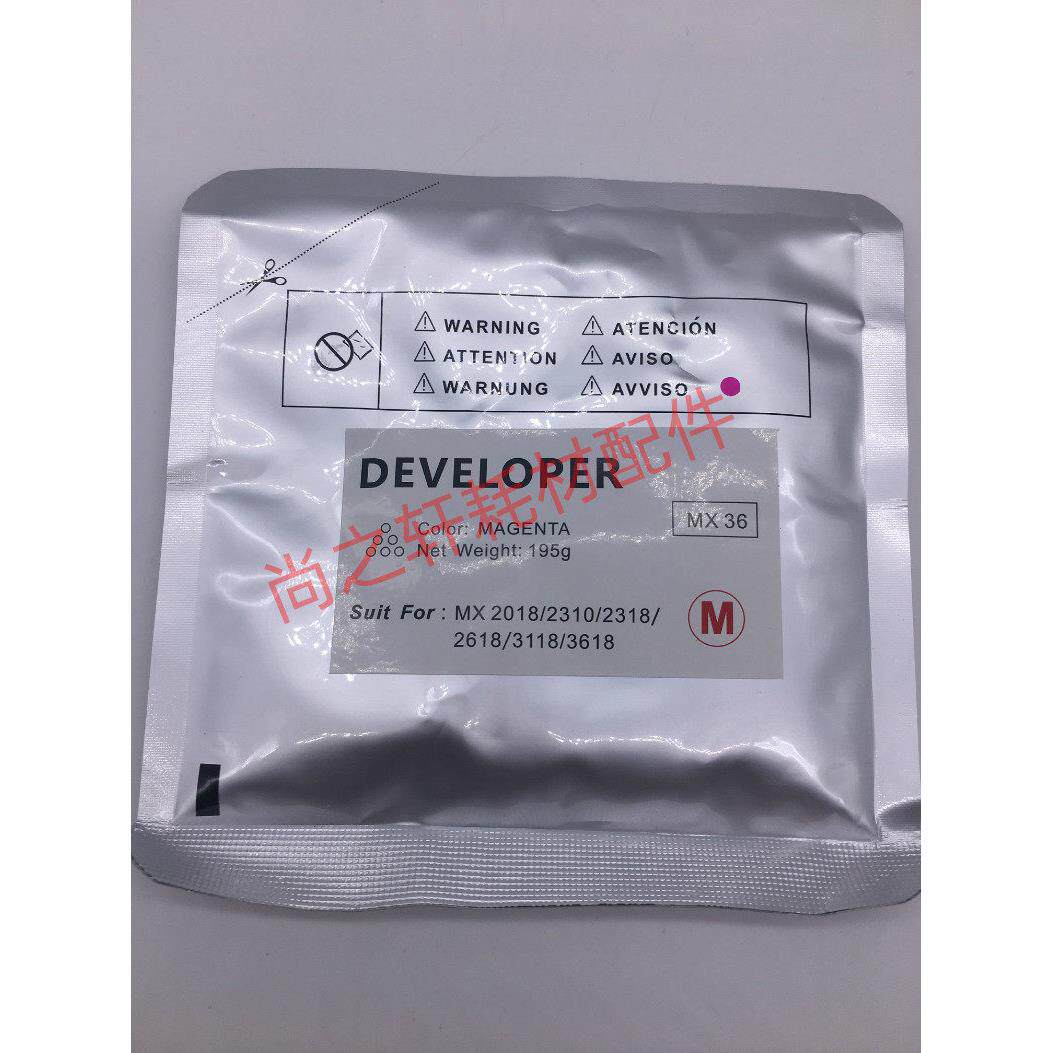 WARNING ATENCIÓN
ATTENTION AVISO
WARNUNG AVVISO
DEVELOPER
Color: MAGENTA
Net Weight: 195g
MX 36
Suit For : MX 2018/2310/2318/
2618/3118/3618
M
尚之轩耗材配件